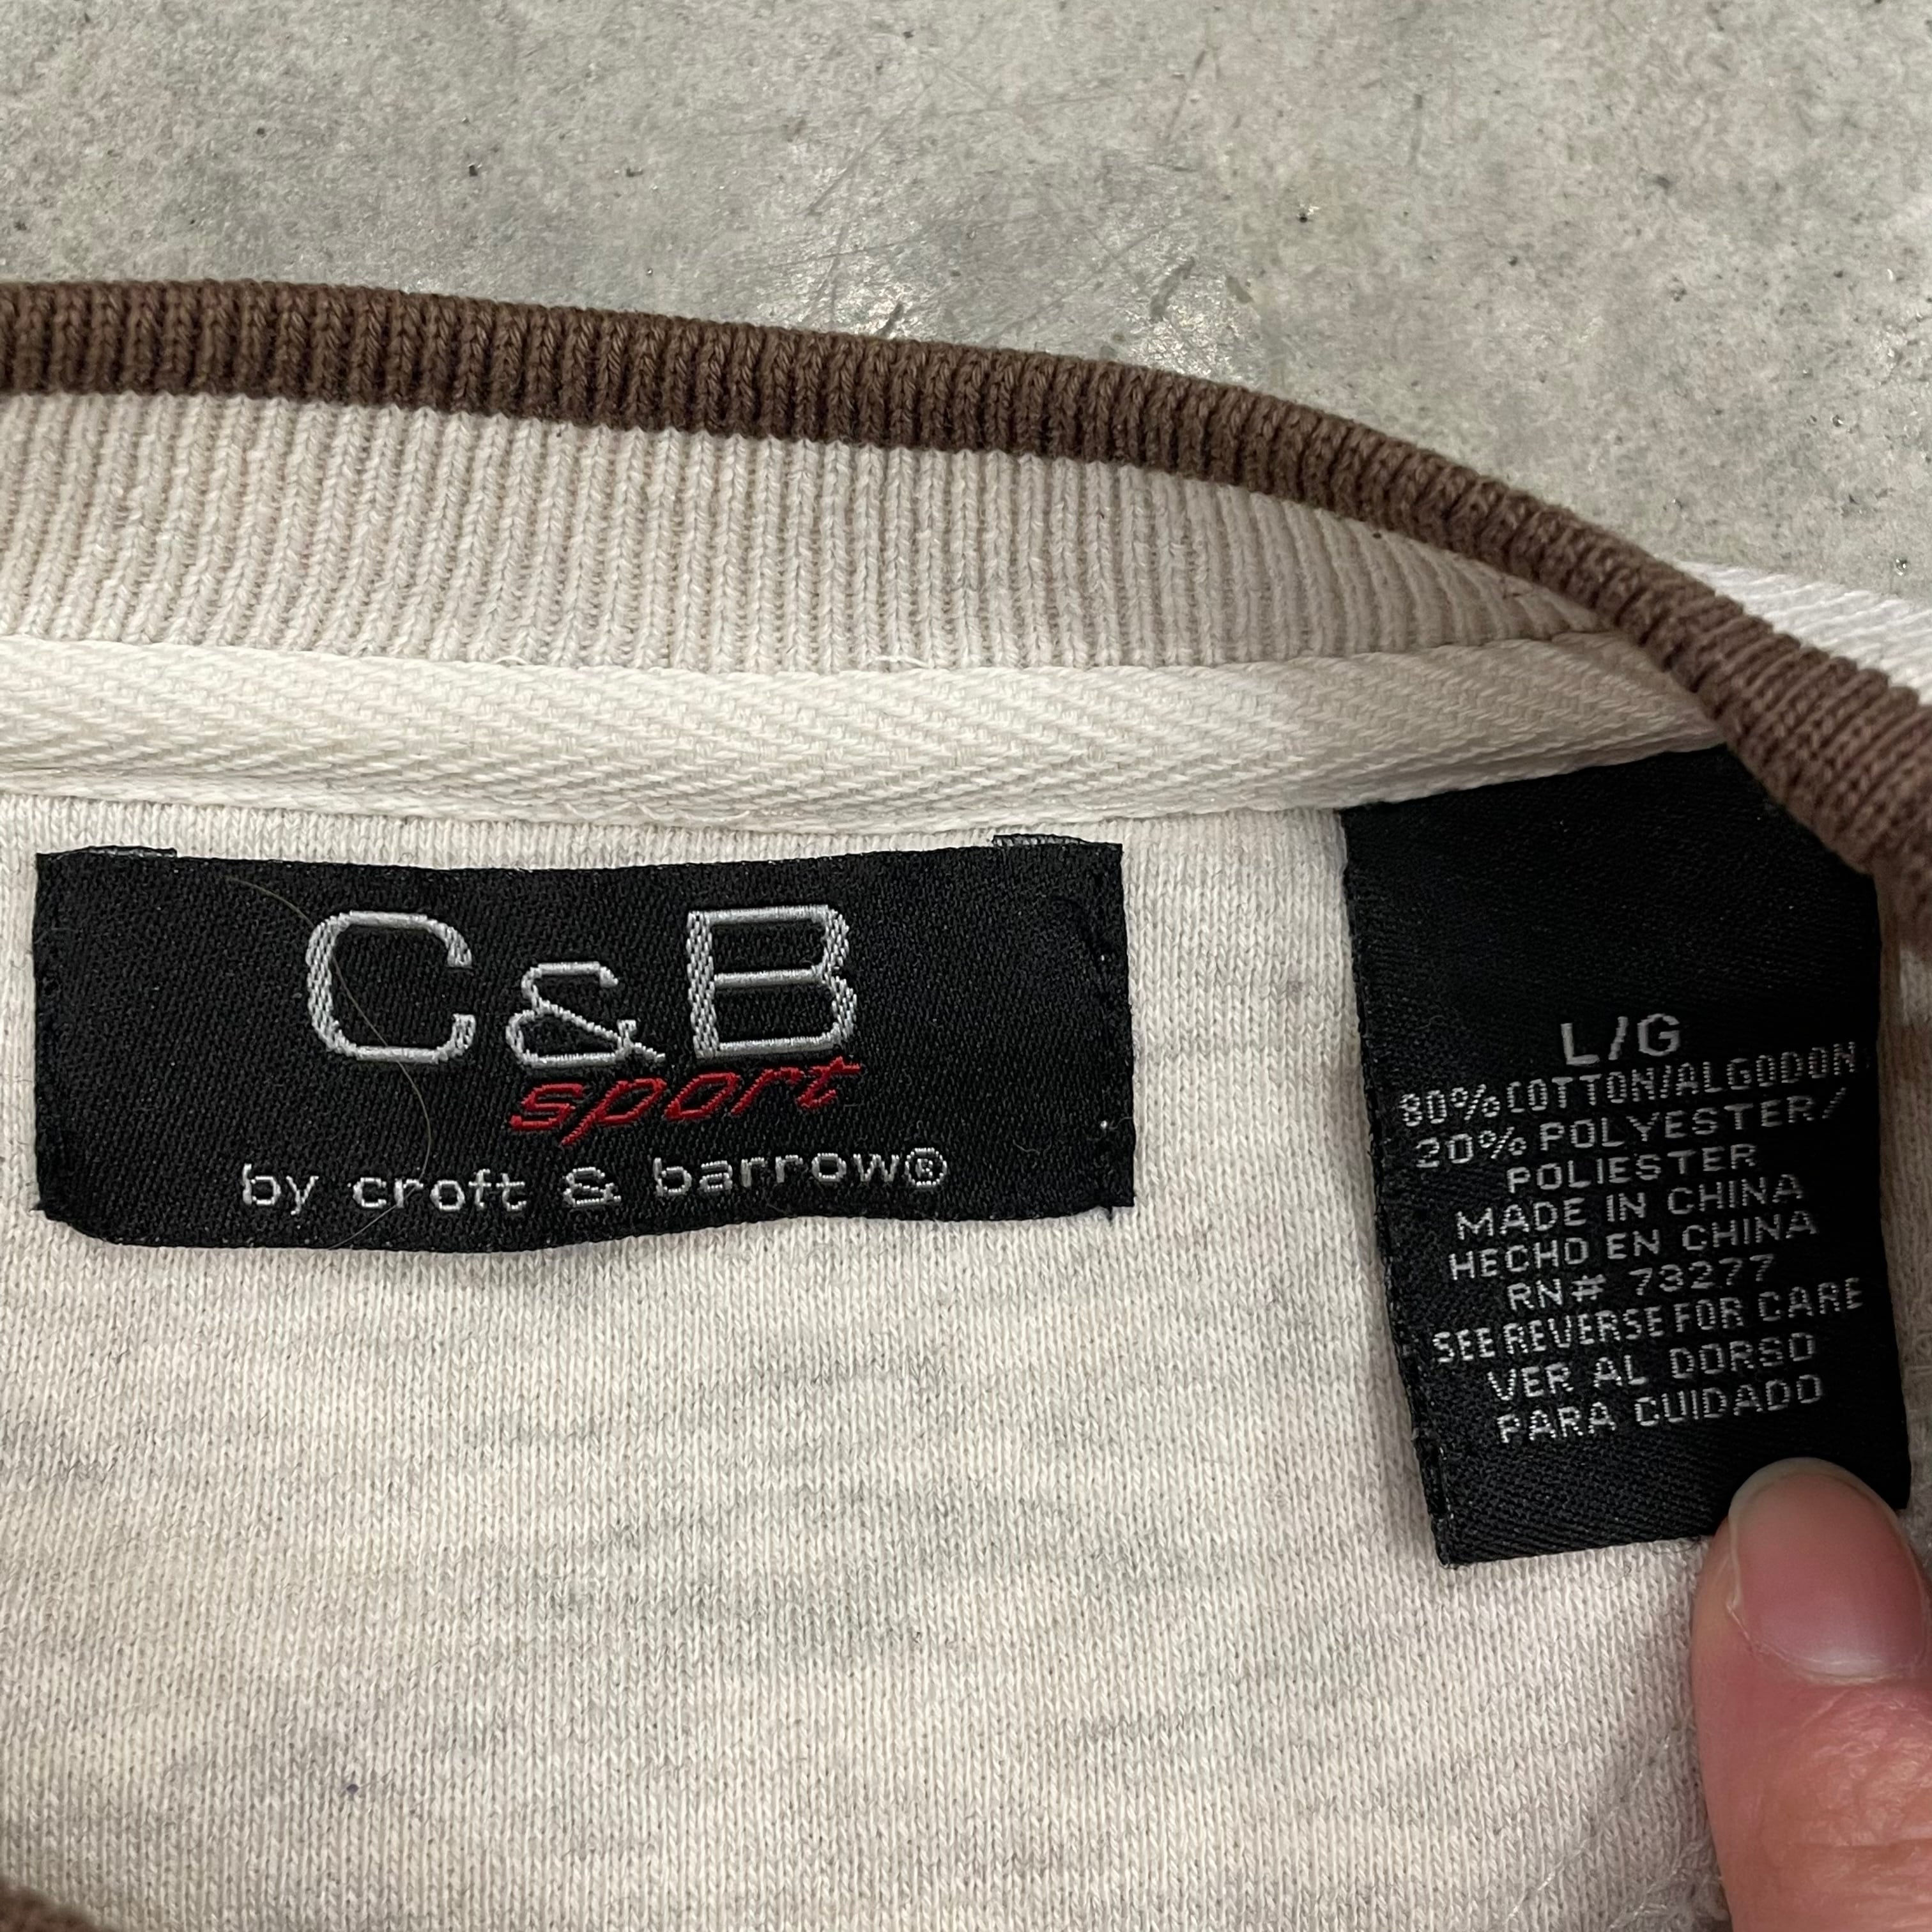 C&B
sport
by croft & barrow®
L/G
80% COTTON/ALGODON
20% POLYESTER/
POLIESTER
MADE IN CHINA
HECHO EN CHINA
RN# 73277
SEE REVERSE FOR CARE
VER AL DORSO
PARA CUIDADO